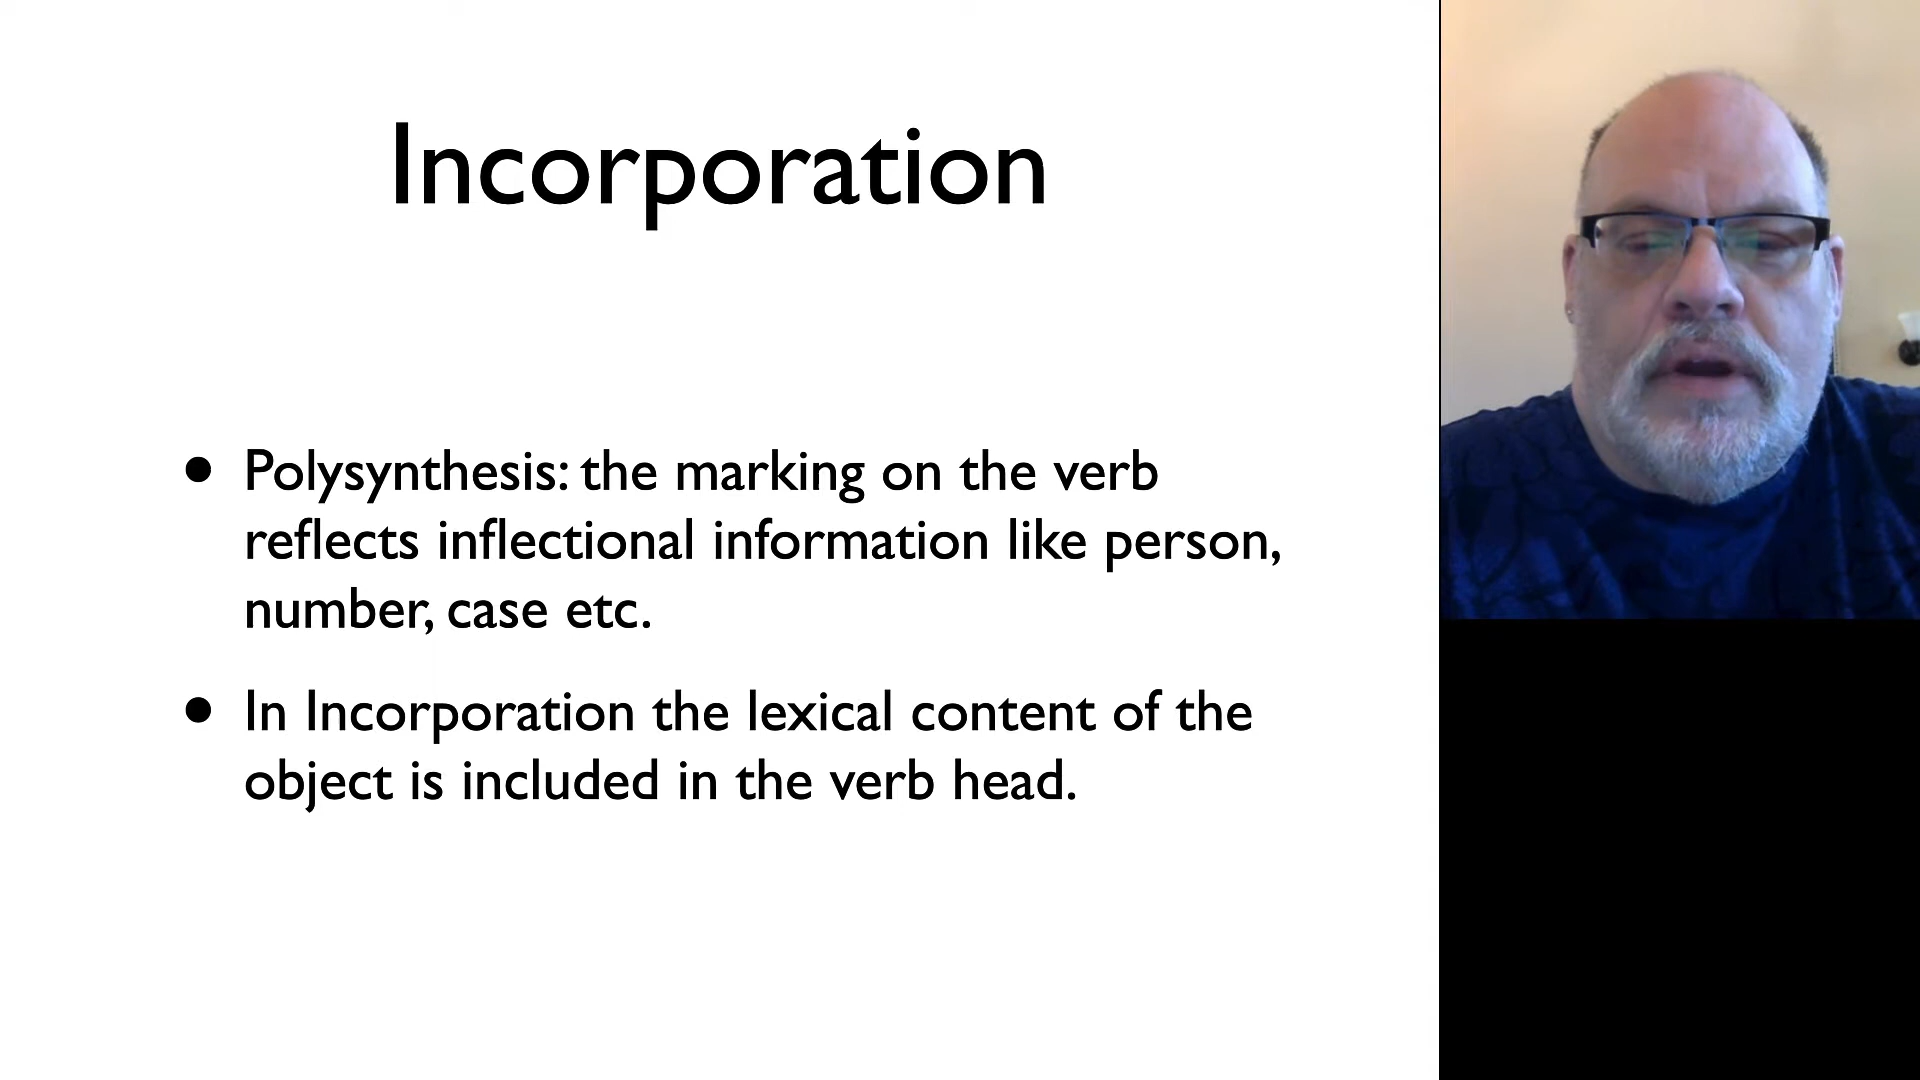 Incorporation
• Polysynthesis: the marking on the verb
reflects inflectional information like person,
number, case etc.
• In Incorporation the lexical content of the
object is included in the verb head.